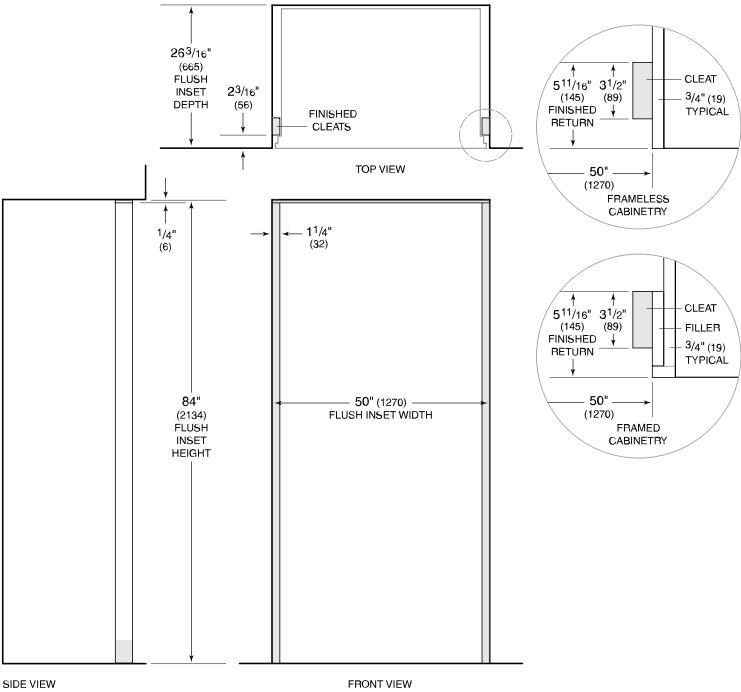 26 3/16"
(665)
FLUSH
INSET
DEPTH
2 3/16"
(56)
FINISHED
CLEATS
TOP VIEW
5 11/16"
(145)
FINISHED
RETURN
3 1/2"
(89)
CLEAT
3/4" (19)
TYPICAL
50"
(1270)
FRAMELESS
CABINETRY
1/4"
(6)
1 1/4"
(32)
84"
(2134)
FLUSH
INSET
HEIGHT
50" (1270)
FLUSH INSET WIDTH
5 11/16"
(145)
FINISHED
RETURN
3 1/2"
(89)
CLEAT
FILLER
3/4" (19)
TYPICAL
50"
(1270)
FRAMED
CABINETRY
SIDE VIEW
FRONT VIEW